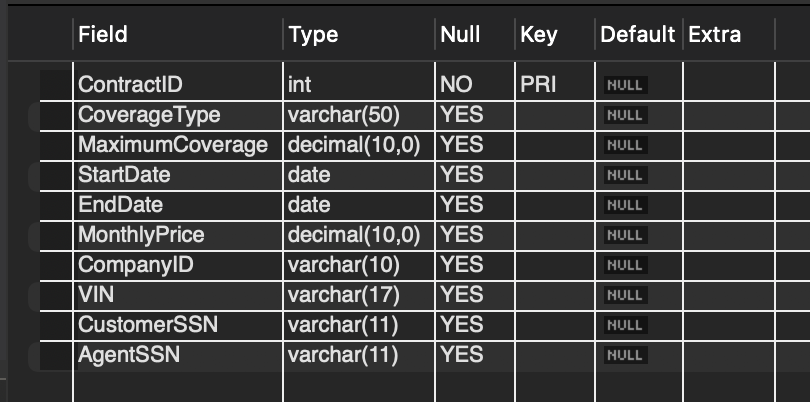 Field Type Null Key Default Extra
ContractID int NO PRI NULL
CoverageType varchar(50) YES NULL
MaximumCoverage decimal(10,0) YES NULL
StartDate date YES NULL
EndDate date YES NULL
MonthlyPrice decimal(10,0) YES NULL
CompanyID varchar(10) YES NULL
VIN varchar(17) YES NULL
CustomerSSN varchar(11) YES NULL
AgentSSN varchar(11) YES NULL